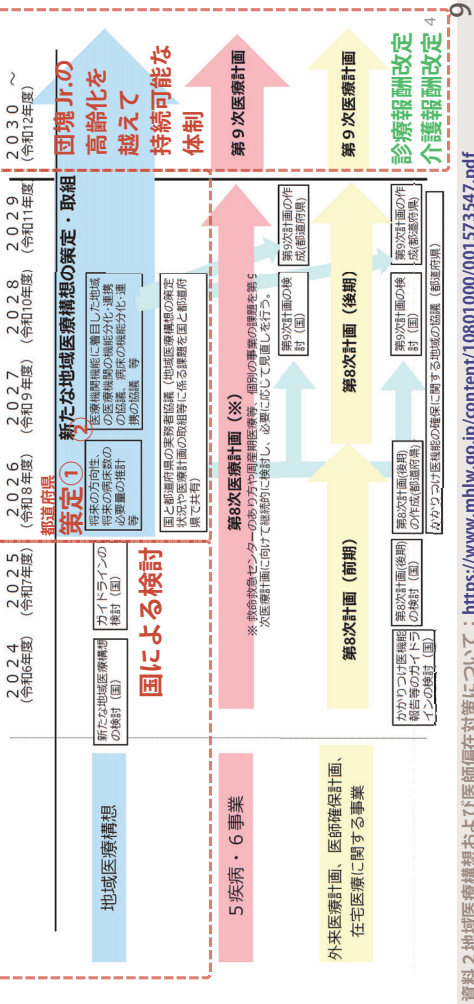 2024
(令和6年度)
2025
(令和7年度)
2026
(令和8年度)
2027
(令和9年度)
2028
(令和10年度)
2029
(令和11年度)
2030 ～
(令和12年度)
都道府県
策定①
②
新たな地域医療構想の策定・取組
地域医療構想
新たな地域医療構想
の検討（国）
ガイドラインの
検討（国）
国による検討
将来の方向性、
将来の病床数の
必要量の推計
等
医療機関機能に着目した地域
の医療機関の機能分化・連携
の協議、病床の機能分化・連
携の協議　等
国と都道府県の実務者協議（地域医療構想の策定
状況や医療計画の取組等に係る課題を国と都道府
県で共有）
団塊Jr.の
高齢化を
越えて
持続可能な
体制
5疾病・6事業
第8次医療計画（※）
※ 救命救急センターのあり方や周産期医療等、個別の事業の課題を第9
次医療計画に向けて継続的に検討し、必要に応じて見直しを行う。
第9次計画の検
討（国）
第9次計画の作
成(都道府県)
第9次医療計画
外来医療計画、医師確保計画、
在宅医療に関する事業
第8次計画（前期）
第8次計画（後期）
第9次医療計画
かかりつけ医機能
報告等のガイドラ
インの検討（国）
第8次計画(後期)
の検討（国）
第8次計画(後期)
の作成(都道府県)
第9次計画の検
討（国）
第9次計画の作
成(都道府県)
かかりつけ医機能の確保に関する地域の協議（都道府県）
診療報酬改定
介護報酬改定
4
資料2 地域医療構想および医師偏在対策について：https://www.mhlw.go.jp/content/10801000/001573547.pdf
9